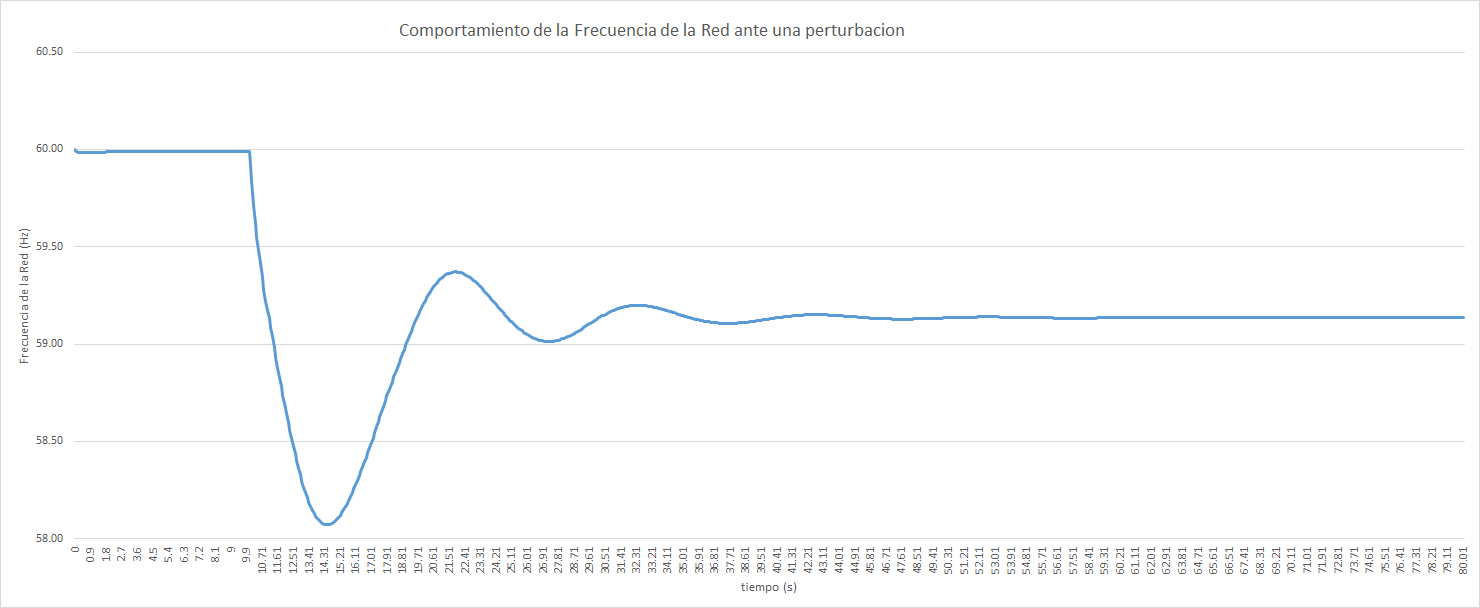 Comportamiento de la Frecuencia de la Red ante una perturbacion
60.50
60.00
59.50
59.00
58.50
58.00
Frecuencia de la Red (Hz)
0 0.9 1.8 2.7 3.6 4.5 5.4 6.3 7.2 8.1 9 9.9 10.71 11.61 12.51 13.41 14.31 15.21 16.11 17.01 17.91 18.81 19.71 20.61 21.51 22.41 23.31 24.21 25.11 26.01 26.91 27.81 28.71 29.61 30.51 31.41 32.31 33.21 34.11 35.01 35.91 36.81 37.71 38.61 39.51 40.41 41.31 42.21 43.11 44.01 44.91 45.81 46.71 47.61 48.51 49.41 50.31 51.21 52.11 53.01 53.91 54.81 55.71 56.61 57.51 58.41 59.31 60.21 61.11 62.01 62.91 63.81 64.71 65.61 66.51 67.41 68.31 69.21 70.11 71.01 71.91 72.81 73.71 74.61 75.51 76.41 77.31 78.21 79.11 80.01
tiempo (s)